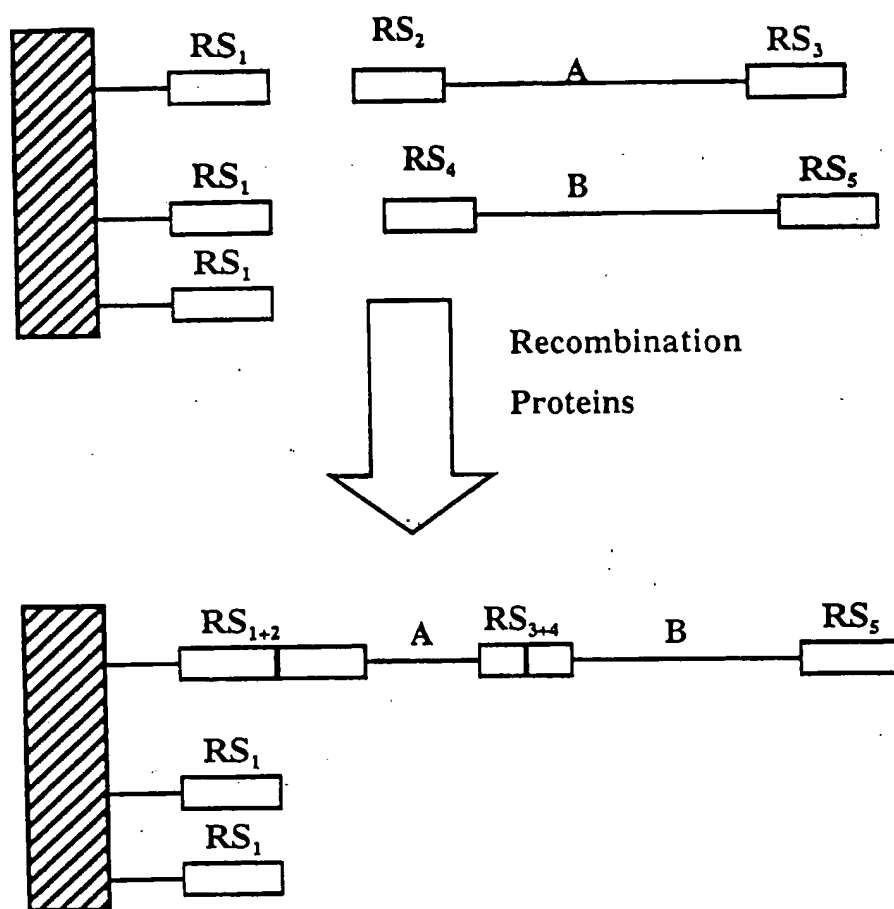 RS₁ RS₂ A RS₃
RS₁ RS₄ B RS₅
RS₁
Recombination
Proteins
RS₁₊₂ A RS₃₊₄ B RS₅
RS₁
RS₁